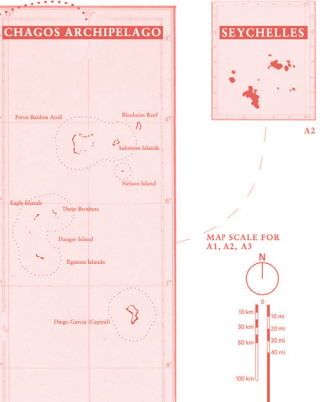 CHAGOS ARCHIPELAGO
SEYCHELLES
Peros Banhos Atoll
Blenheim Reef
Salomon Islands
A2
Nelson Island
Eagle Islands
Three Brothers
Danger Island
Egmont Islands
MAP SCALE FOR
A1, A2, A3
N
Diego Garcia (Capital)
0
10 km
10 mi
30 km
20 mi
60 km
30 mi
40 mi
100 km